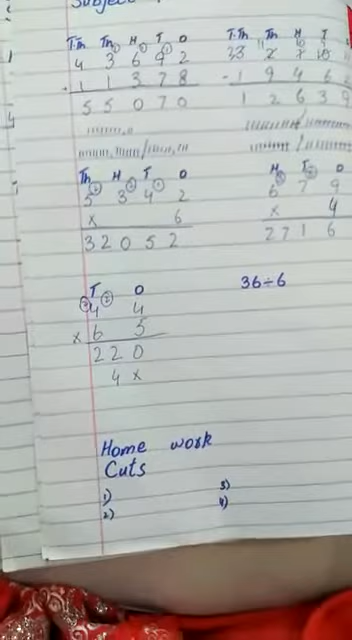 Subject
T.Th Th H T O T.Th Th H T
4 3 6 9 2
+ 1 1 3 7 8 - 1 9 4 6
5 5 0 7 0 1 2 6 3 9
Th H T O H T O
5 3 4 2 6 7 9
x 6 x 4
3 2 0 5 2 2 7 1 6
T O 36÷6
4 4
x 6 5
2 2 0
4 x
Home work
Cuts
1) 3)
2) 4)